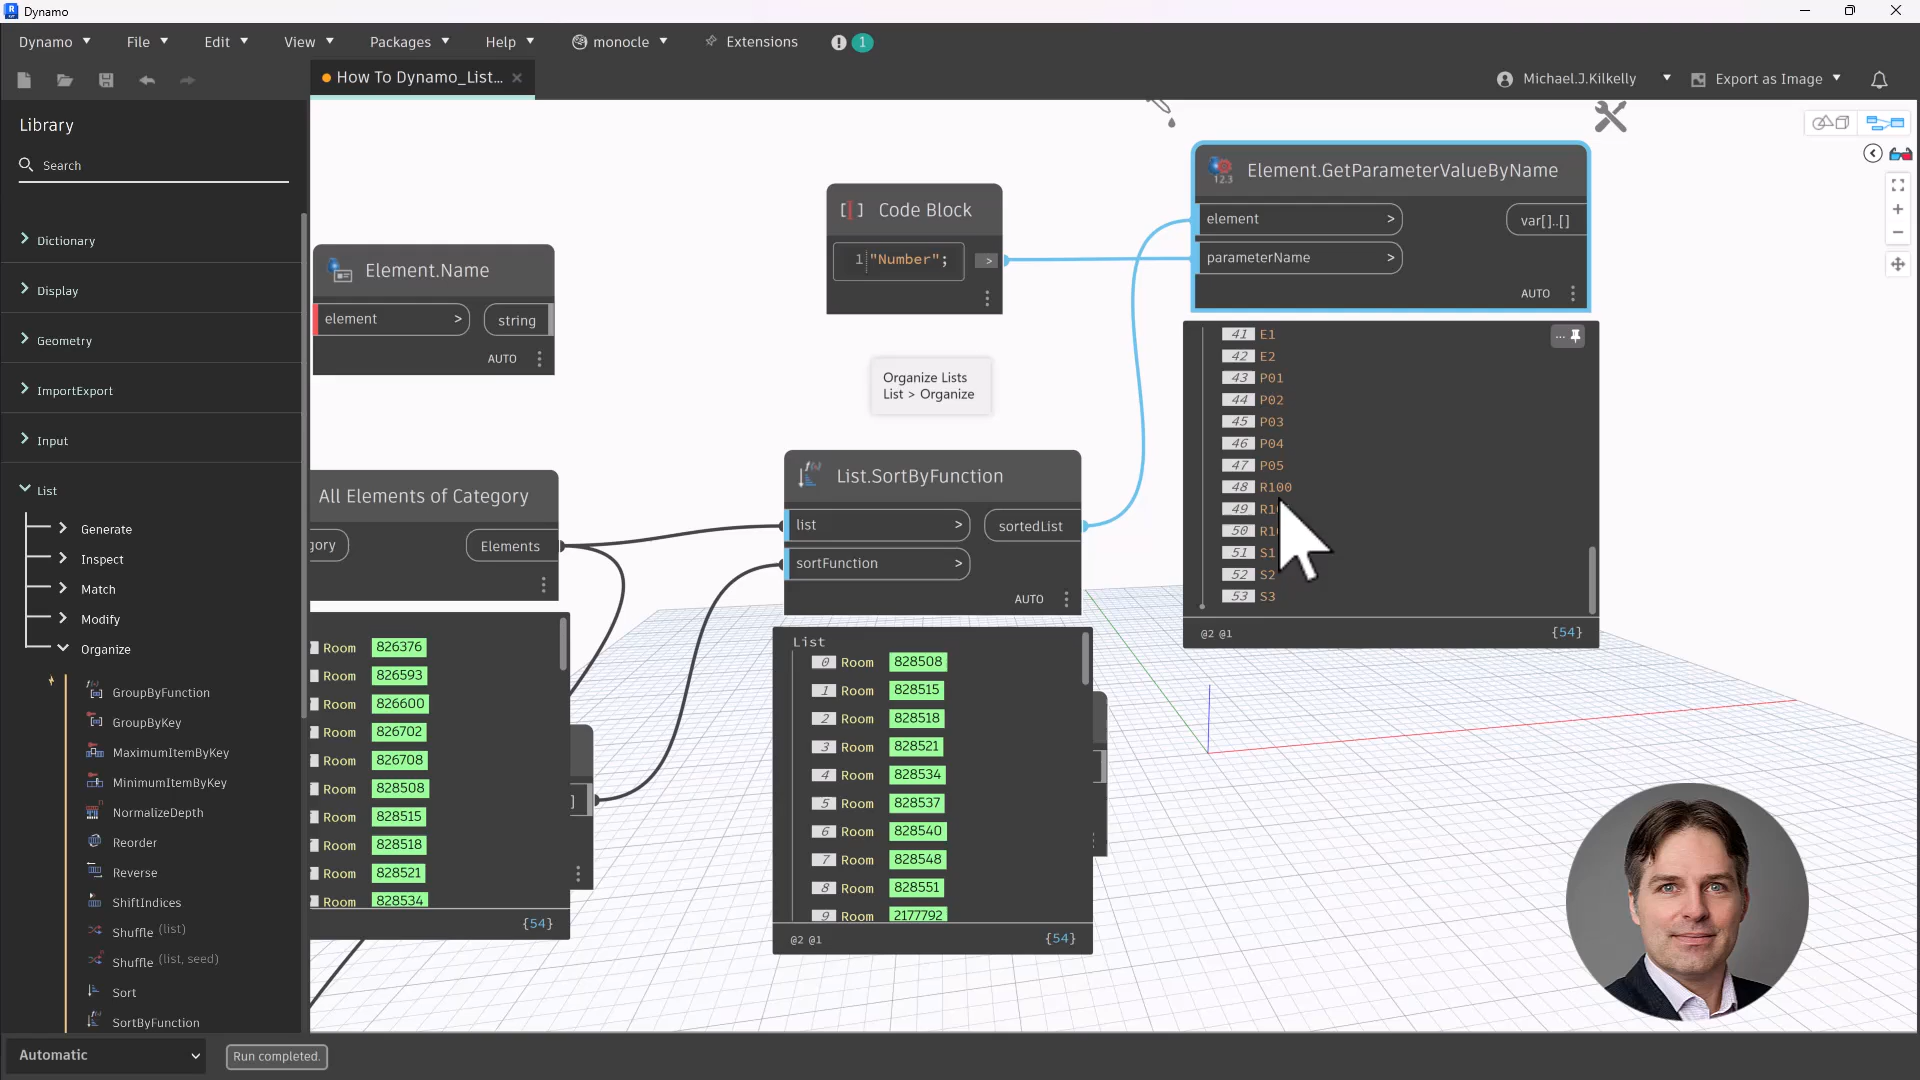 Dynamo
Dynamo File Edit View Packages Help monocle Extensions 1
How To Dynamo_List...
Michael.J.Kilkelly Export as Image
Library
Search
Dictionary
Display
Geometry
ImportExport
Input
List
Generate
Inspect
Match
Modify
Organize
GroupByFunction
GroupByKey
MaximumItemByKey
MinimumItemByKey
NormalizeDepth
Reorder
Reverse
ShiftIndices
Shuffle (list)
Shuffle (list, seed)
Sort
SortByFunction
Automatic
Run completed.
Element.Name
element > string
AUTO
All Elements of Category
gory
Elements
Room 826376
Room 826593
Room 826600
Room 826702
Room 826708
Room 828508
Room 828515
Room 828518
Room 828521
Room 828534
{54}
Code Block
1 "Number"; >
Organize Lists
List > Organize
List.SortByFunction
list > sortedList
sortFunction >
AUTO
List
0 Room 828508
1 Room 828515
2 Room 828518
3 Room 828521
4 Room 828534
5 Room 828537
6 Room 828540
7 Room 828548
8 Room 828551
9 Room 2177792
@2 @1 {54}
12.3 Element.GetParameterValueByName
element > var[]..[]
parameterName >
AUTO
41 E1
42 E2
43 P01
44 P02
45 P03
46 P04
47 P05
48 R100
49
50
51 S1
52 S2
53 S3
@2 @1 {54}